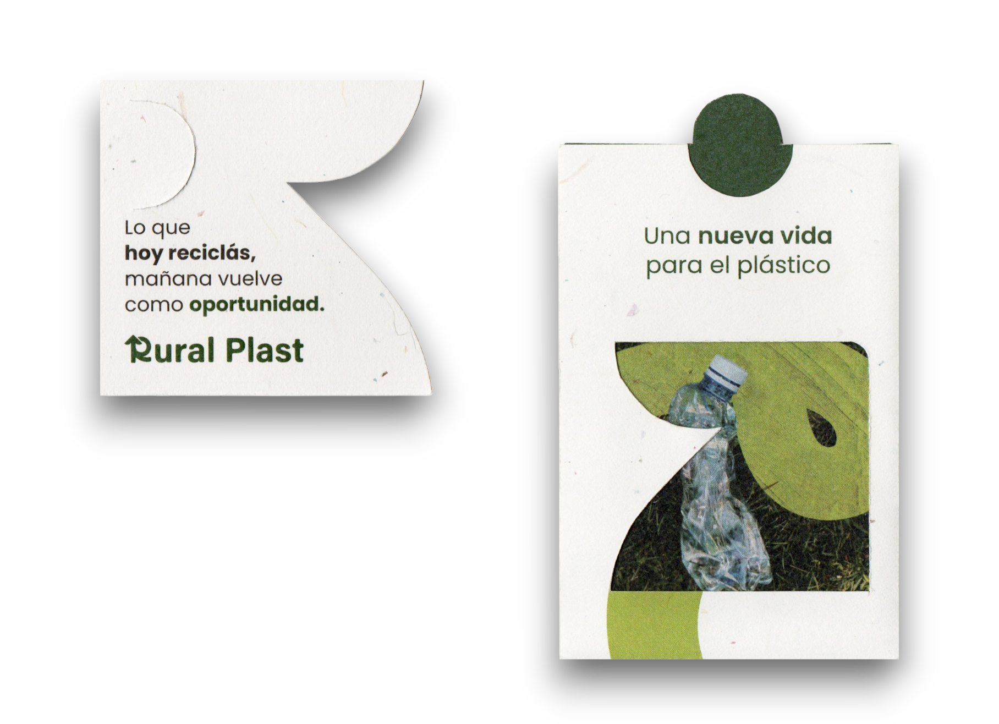 Lo que
hoy reciclás,
mañana vuelve
como oportunidad.
Rural Plast
Una nueva vida
para el plástico